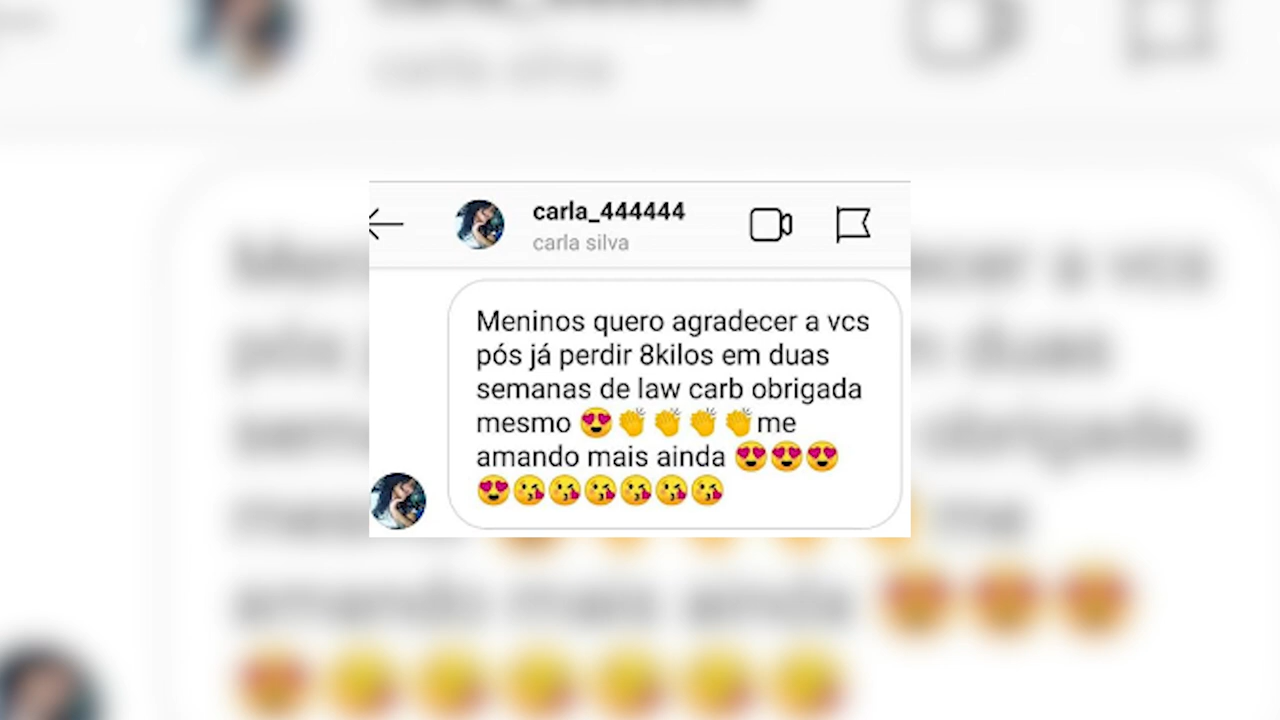 carla_444444
carla silva
Meninos quero agradecer a vcs
pós já perdir 8kilos em duas
semanas de law carb obrigada
mesmo 😍👏👏👏👏me
amando mais ainda 😍😍😍
😍😘😘😘😘😘😘